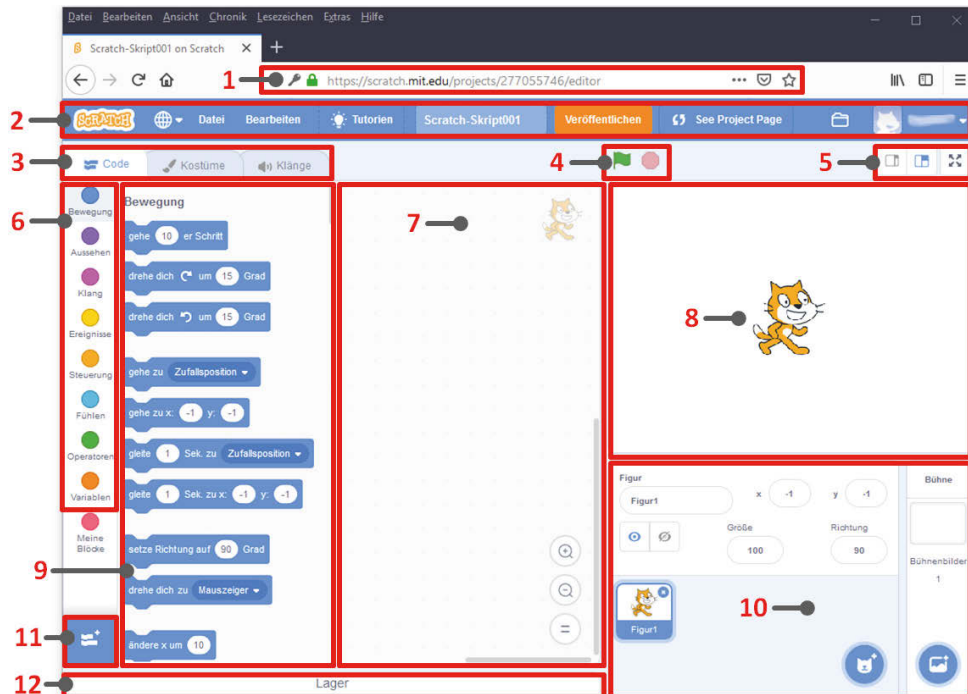 Datei Bearbeiten Ansicht Chronik Lesezeichen Extras Hilfe
Scratch-Skript001 on Scratch
1 https://scratch.mit.edu/projects/277055746/editor
2 SCRATCH Datei Bearbeiten Tutorien Scratch-Skript001 Veröffentlichen See Project Page
3 Code Kostüme Klänge 4 5
6
Bewegung
Aussehen
Klang
Ereignisse
Steuerung
Fühlen
Operatoren
Variablen
Meine
Blöcke
Bewegung
gehe 10 er Schritt
drehe dich um 15 Grad
drehe dich um 15 Grad
gehe zu Zufallsposition
gehe zu x: -1 y: -1
gleite 1 Sek. zu Zufallsposition
gleite 1 Sek. zu x: -1 y: -1
setze Richtung auf 90 Grad
9
drehe dich zu Mauszeiger
ändere x um 10
7
8
Figur
Figur1 x -1 y -1
Größe Richtung
100 90
Figur1
10
Bühne
Bühnenbilder
1
11
12 Lager